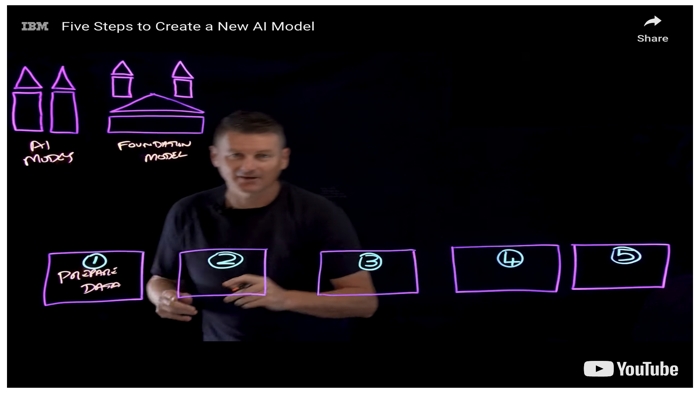 IBM Five Steps to Create a New AI Model
Share
AI
MODELS
FOUNDATION
MODEL
1
PREPARE
DATA
2
3
4
5
YouTube